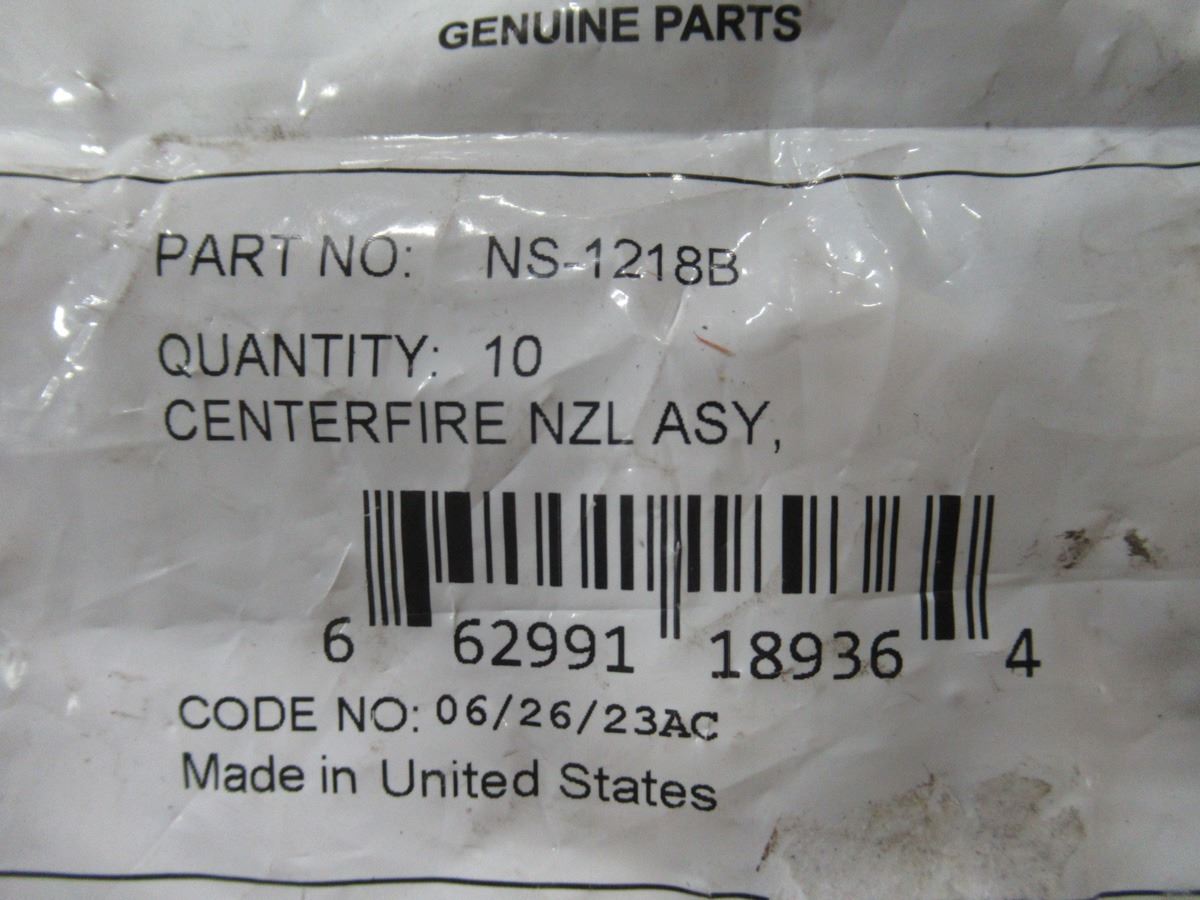 GENUINE PARTS
PART NO: NS-1218B
QUANTITY: 10
CENTERFIRE NZL ASY,
6 62991 18936 4
CODE NO: 06/26/23AC
Made in United States